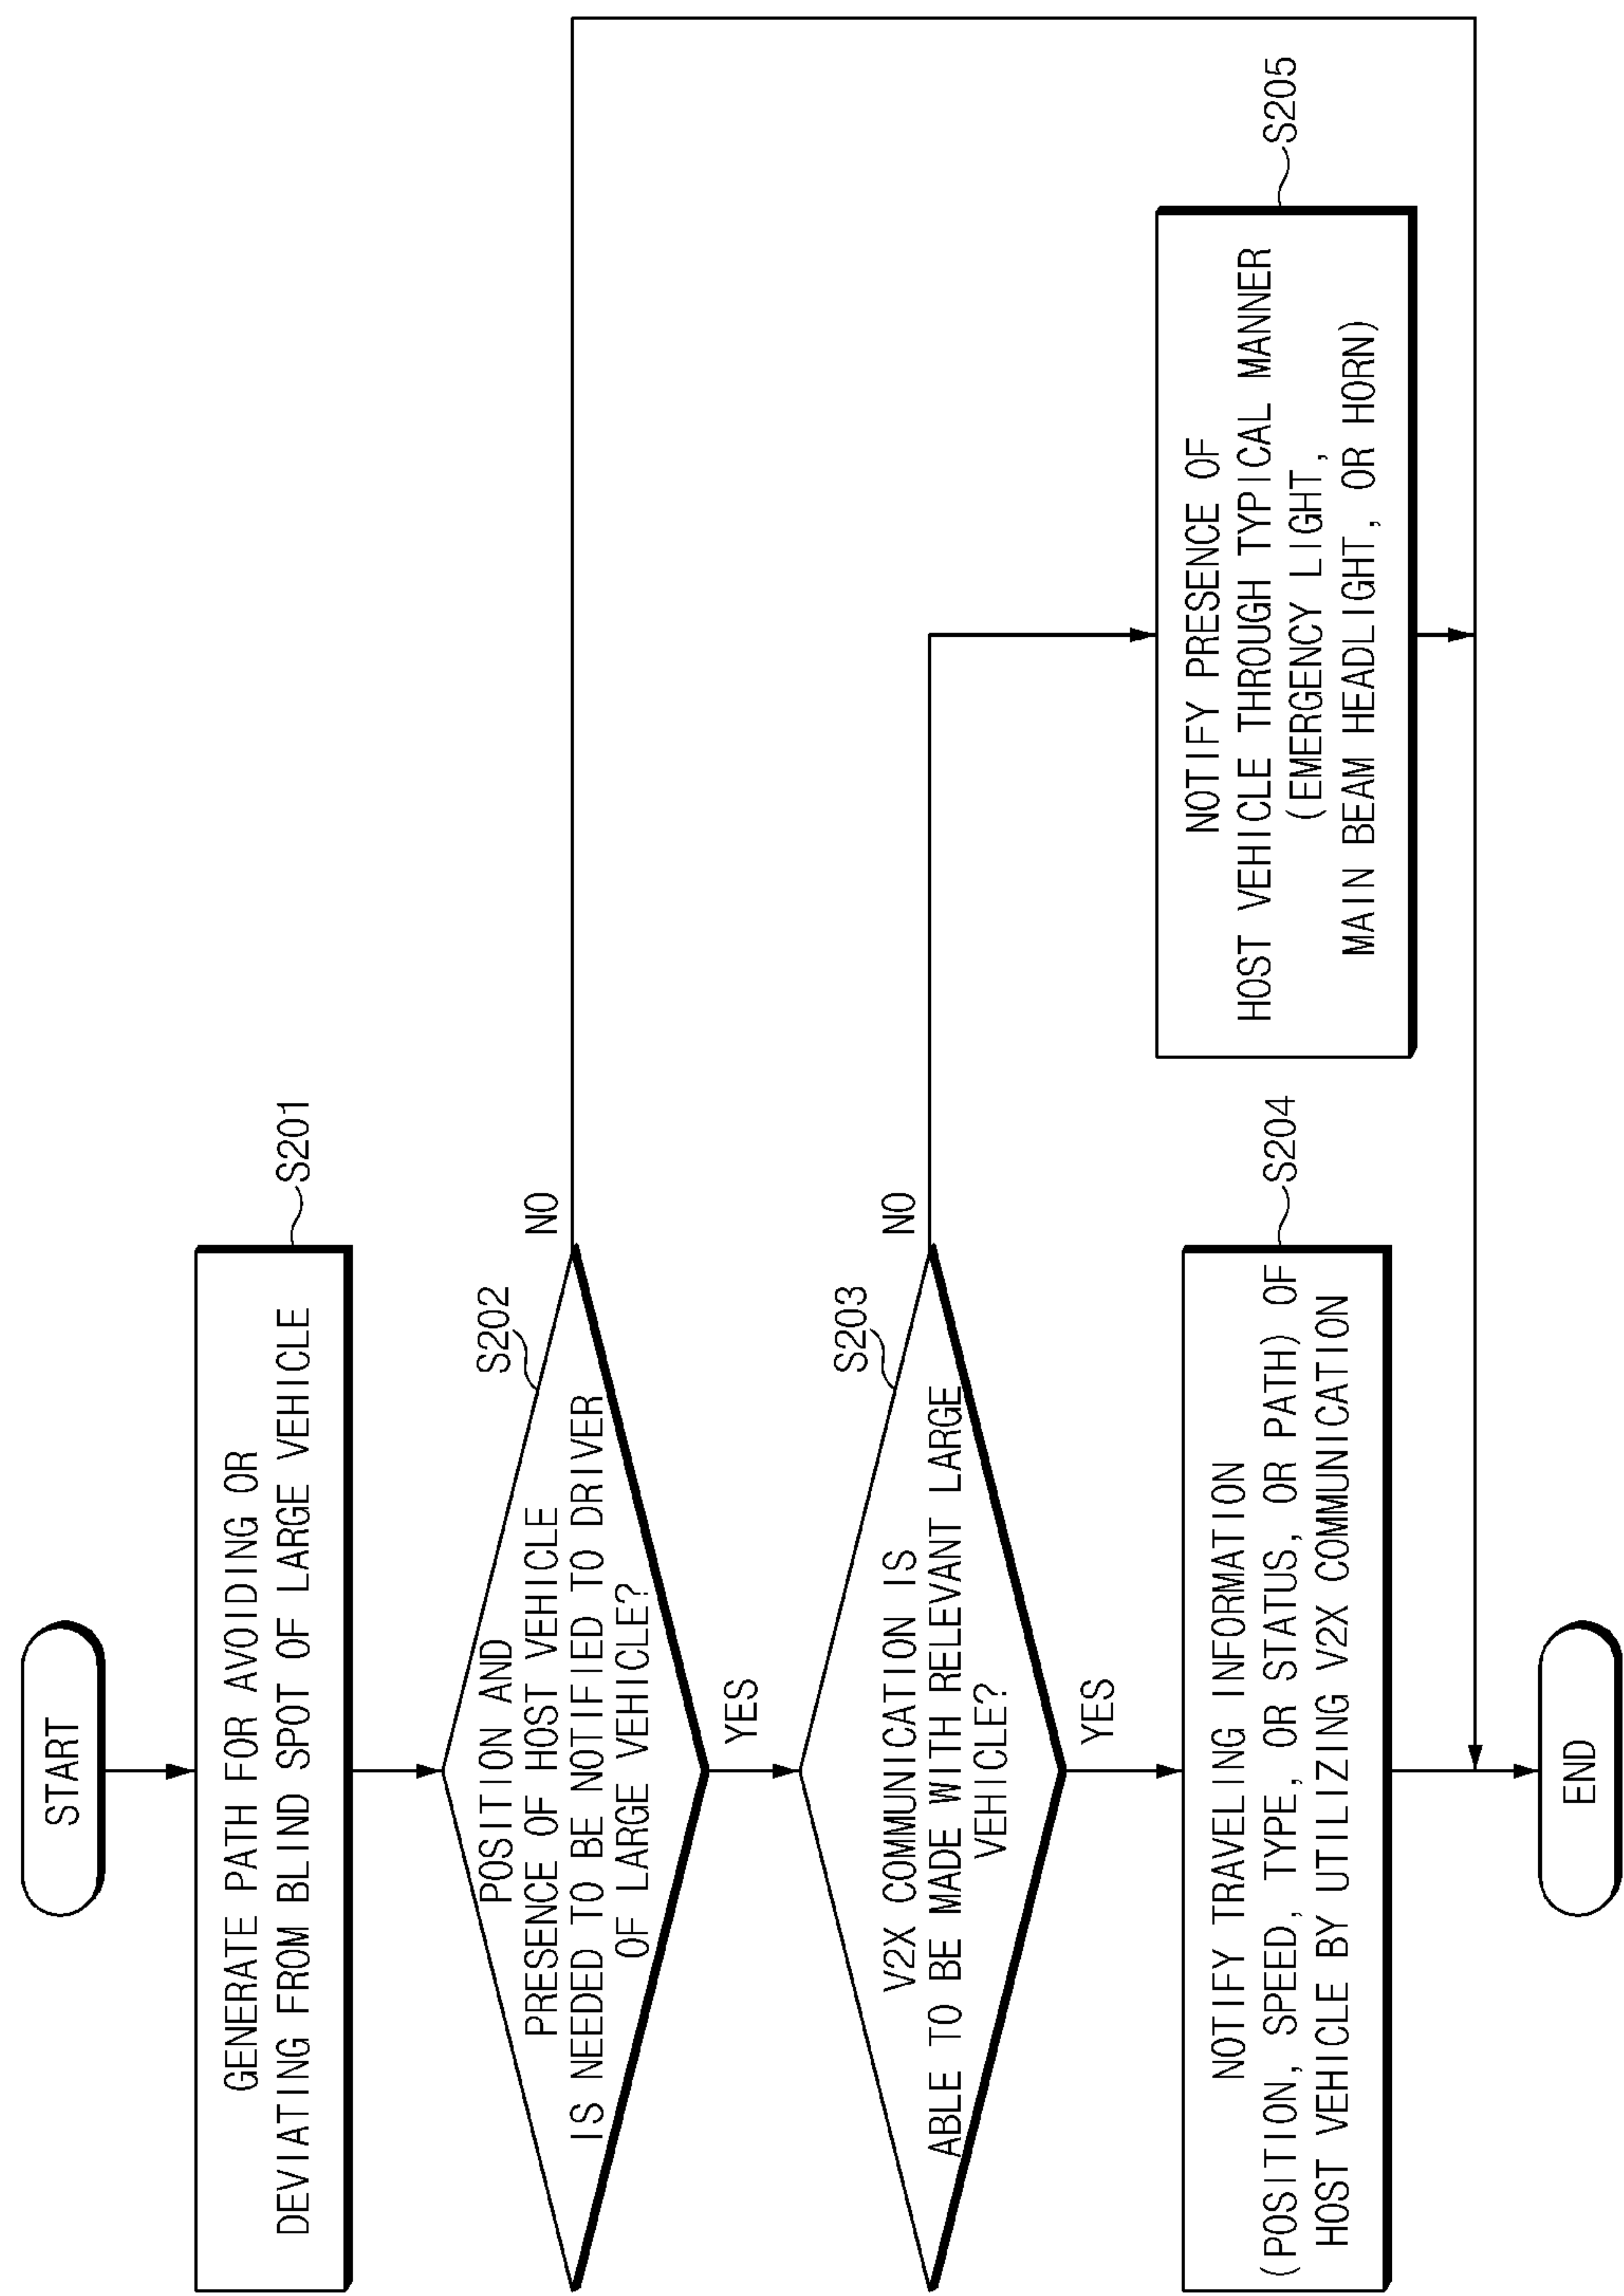 START
GENERATE PATH FOR AVOIDING OR
DEVIATING FROM BLIND SPOT OF LARGE VEHICLE
S201
POSITION AND
PRESENCE OF HOST VEHICLE
IS NEEDED TO BE NOTIFIED TO DRIVER
OF LARGE VEHICLE?
S202
NO
YES
V2X COMMUNICATION IS
ABLE TO BE MADE WITH RELEVANT LARGE
VEHICLE?
S203
NO
YES
NOTIFY TRAVELING INFORMATION
(POSITION, SPEED, TYPE, OR STATUS, OR PATH) OF
HOST VEHICLE BY UTILIZING V2X COMMUNICATION
S204
NOTIFY PRESENCE OF
HOST VEHICLE THROUGH TYPICAL MANNER
(EMERGENCY LIGHT,
MAIN BEAM HEADLIGHT, OR HORN)
S205
END